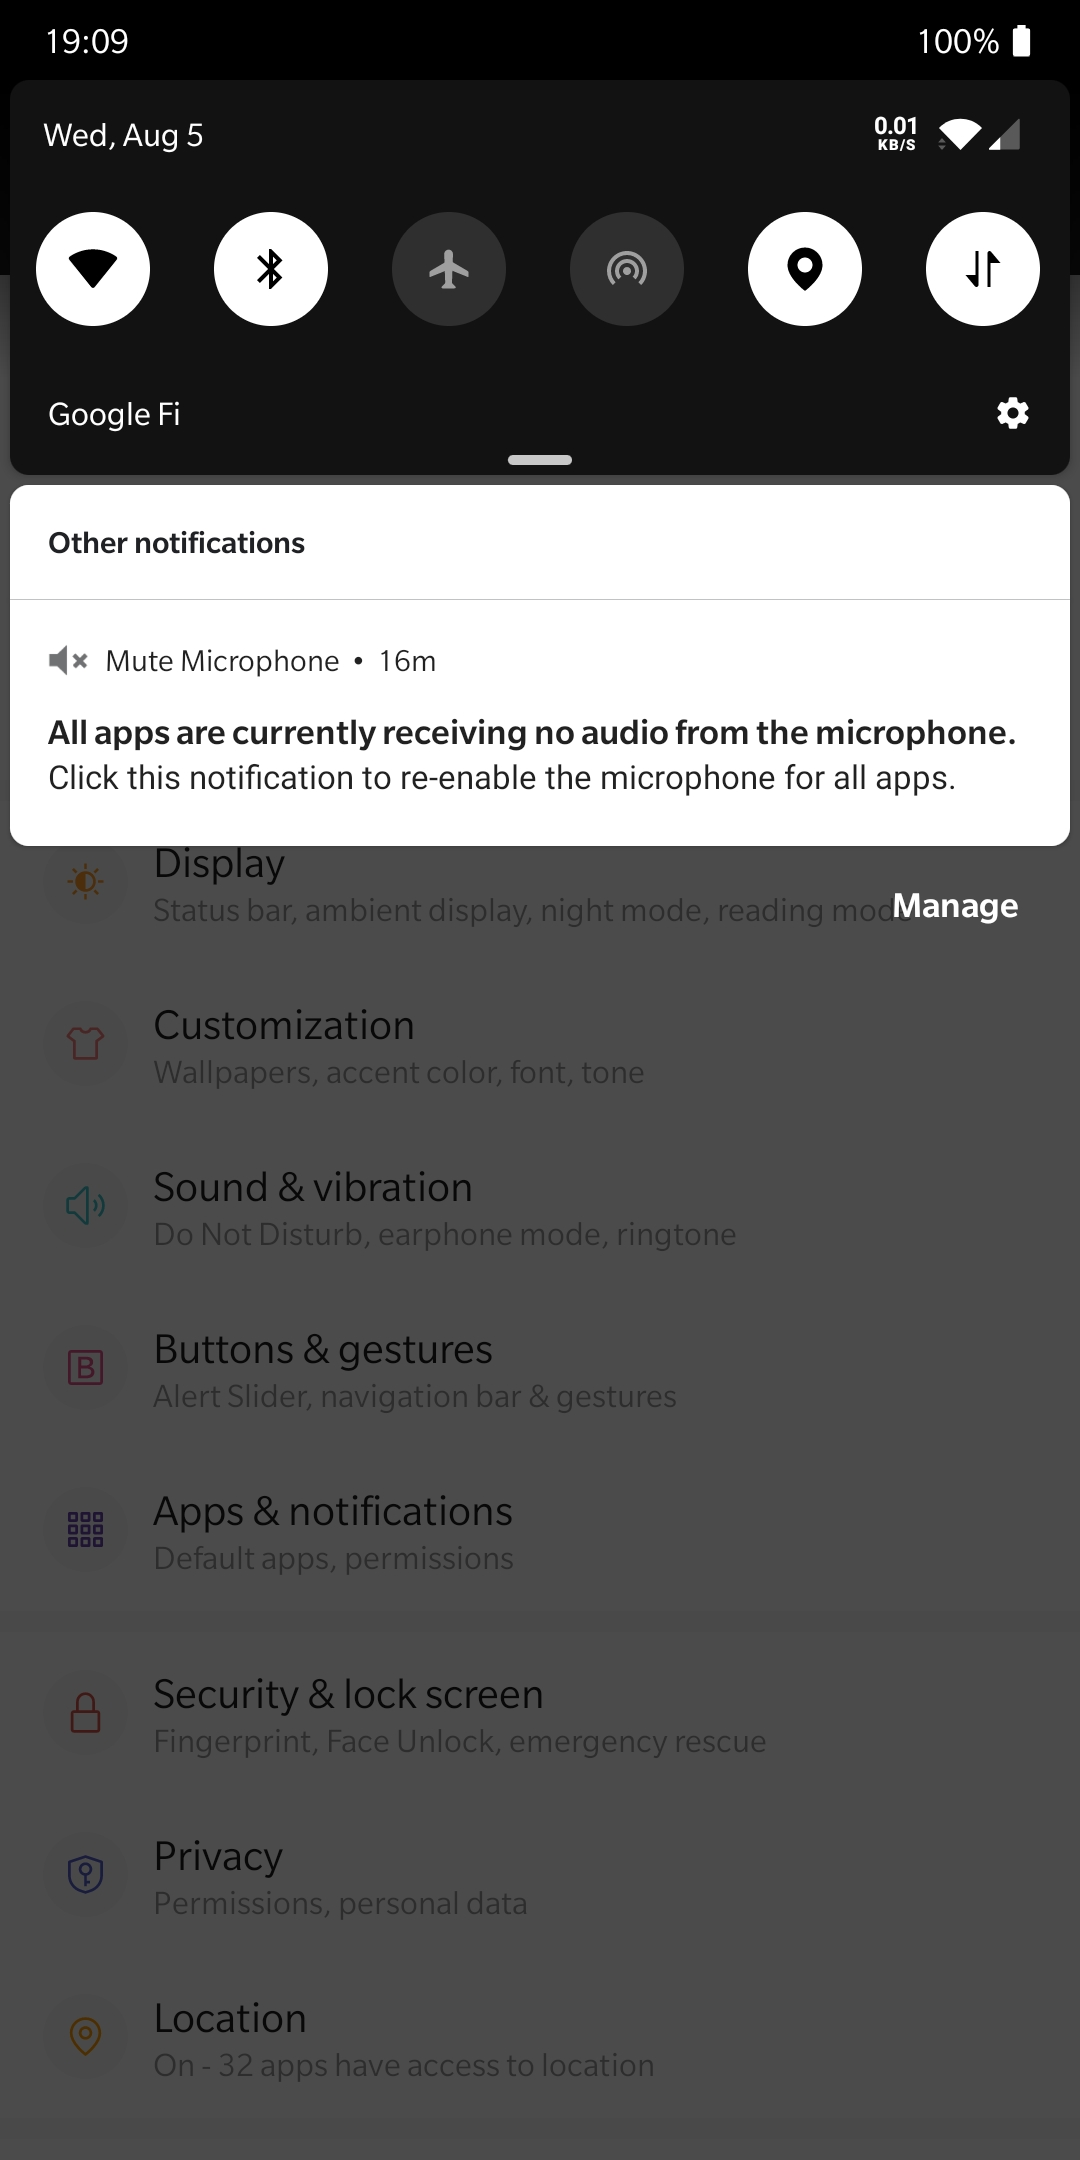 19:09
100%
Wed, Aug 5
0.01
KB/S
Google Fi
Other notifications
Mute Microphone • 16m
All apps are currently receiving no audio from the microphone.
Click this notification to re-enable the microphone for all apps.
Display
Status bar, ambient display, night mode, reading mode
Manage
Customization
Wallpapers, accent color, font, tone
Sound & vibration
Do Not Disturb, earphone mode, ringtone
B
Buttons & gestures
Alert Slider, navigation bar & gestures
Apps & notifications
Default apps, permissions
Security & lock screen
Fingerprint, Face Unlock, emergency rescue
Privacy
Permissions, personal data
Location
On - 32 apps have access to location